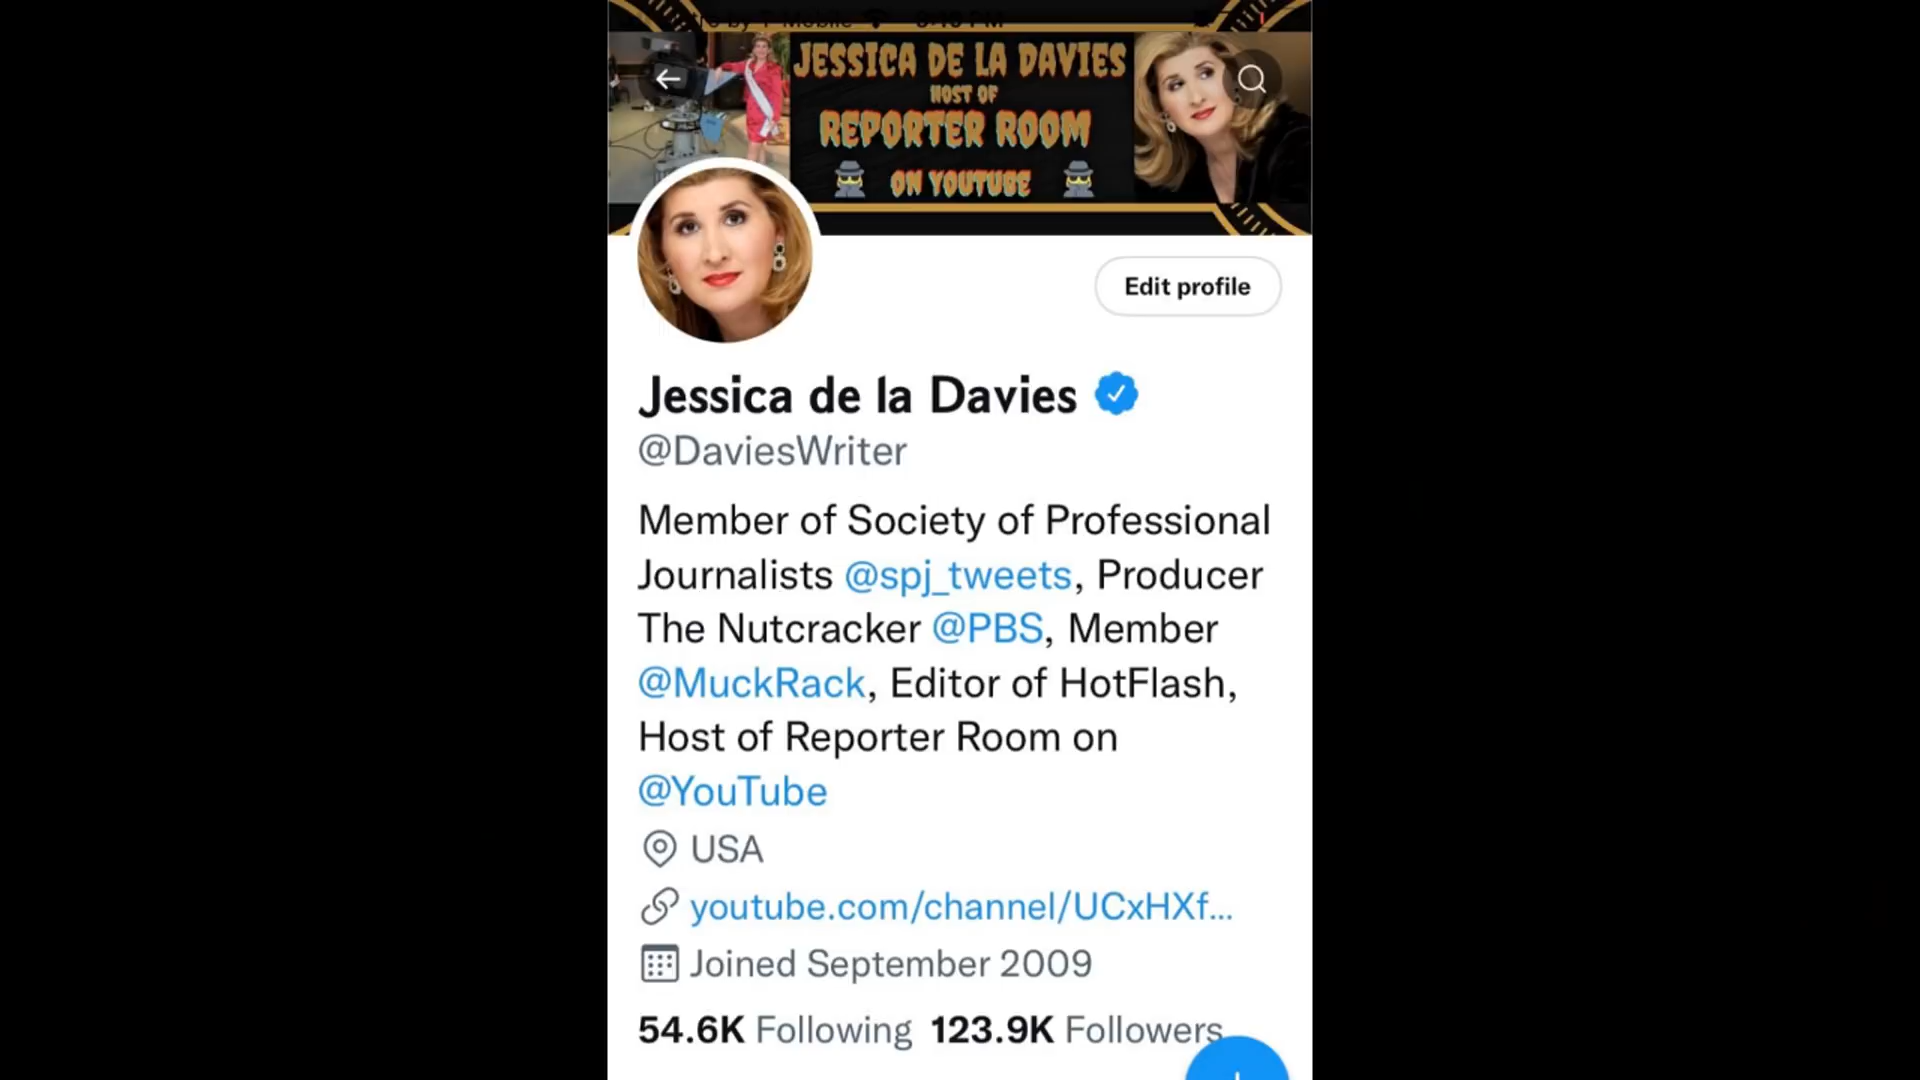 JESSICA DE LA DAVIES
HOST OF
REPORTER ROOM
ON YOUTUBE
Edit profile
Jessica de la Davies
@DaviesWriter
Member of Society of Professional
Journalists @spj_tweets, Producer
The Nutcracker @PBS, Member
@MuckRack, Editor of HotFlash,
Host of Reporter Room on
@YouTube
USA
youtube.com/channel/UCxHXf...
Joined September 2009
54.6K Following 123.9K Followers